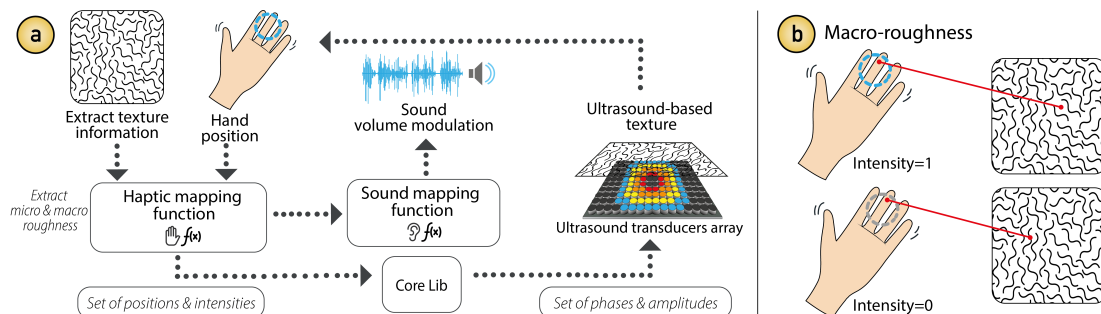 a
Extract texture
information
Hand
position
Sound
volume modulation
Ultrasound-based
texture
Extract
micro & macro
roughness
Haptic mapping
function
f(x)
Sound mapping
function
f(x)
Ultrasound transducers array
Core Lib
Set of positions & intensities
Set of phases & amplitudes
b
Macro-roughness
Intensity=1
Intensity=0